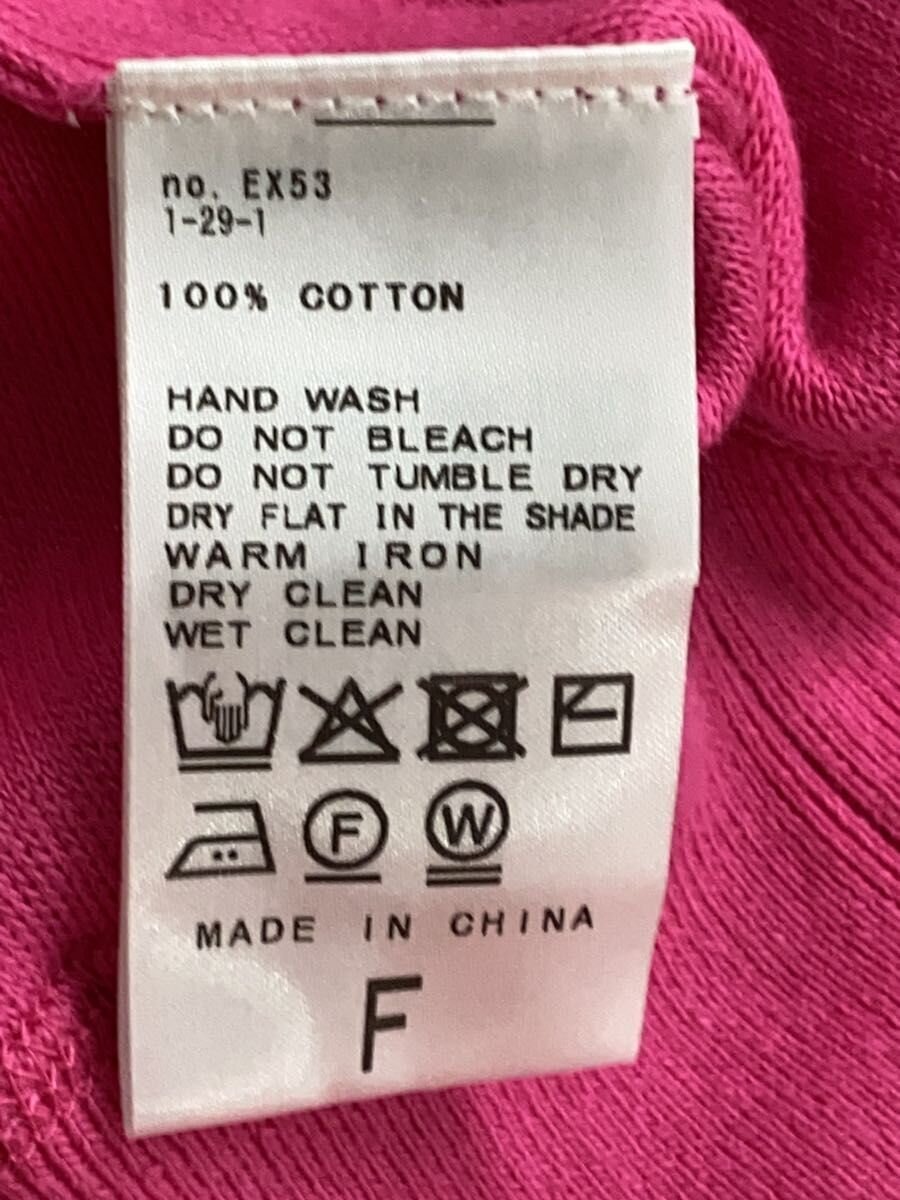 no. EX53
1-29-1
100% COTTON
HAND WASH
DO NOT BLEACH
DO NOT TUMBLE DRY
DRY FLAT IN THE SHADE
WARM IRON
DRY CLEAN
WET CLEAN
F W
MADE IN CHINA
F